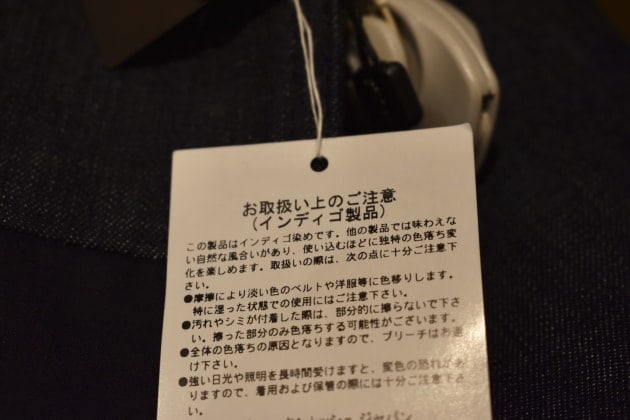 お取扱い上のご注意
(インディゴ製品)
この製品はインディゴ染めです。他の製品では味わえな
い自然な風合いがあり、使い込むほどに独特の色落ち変
化を楽しめます。取扱いの際は、次の点に十分ご注意下
さい。
●摩擦により淡い色のベルトや洋服等に色移りします。
特に湿った状態での使用にはご注意下さい。
●汚れやシミが付着した際は、部分的に擦らないで下さ
い。擦った部分のみ色落ちする可能性がございます。
●全体の色落ちの原因となりますので、ブリーチはお避
け下さい。
●強い日光や照明を長時間受けますと、変色の恐れがあ
りますので、着用および保管の際には十分ご注意下
さい。
ジャパン